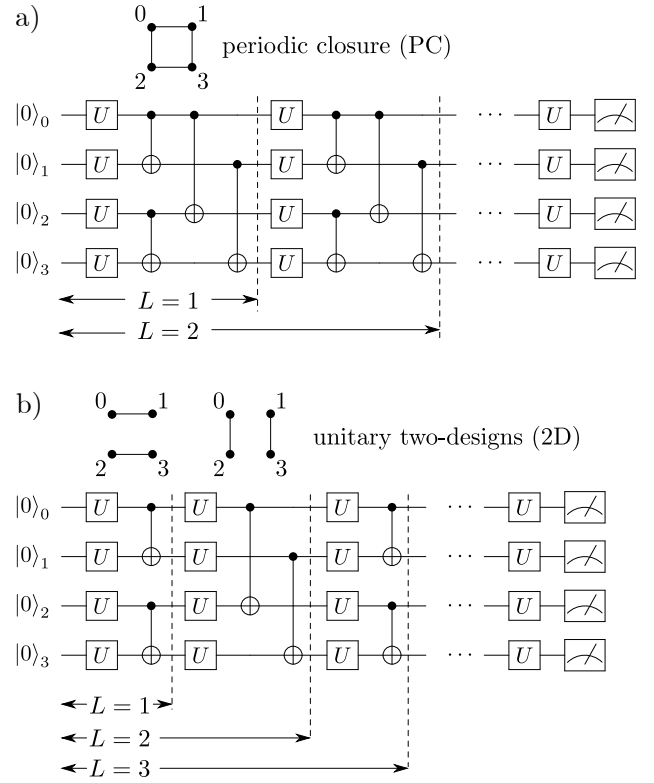 a)
0 1
periodic closure (PC)
2 3
|0⟩₀ U U ··· U
|0⟩₁ U U ··· U
|0⟩₂ U U ··· U
|0⟩₃ U U ··· U
L = 1
L = 2
b)
0 1 0 1
unitary two-designs (2D)
2 3 2 3
|0⟩₀ U U U ··· U
|0⟩₁ U U U ··· U
|0⟩₂ U U U ··· U
|0⟩₃ U U U ··· U
L = 1
L = 2
L = 3